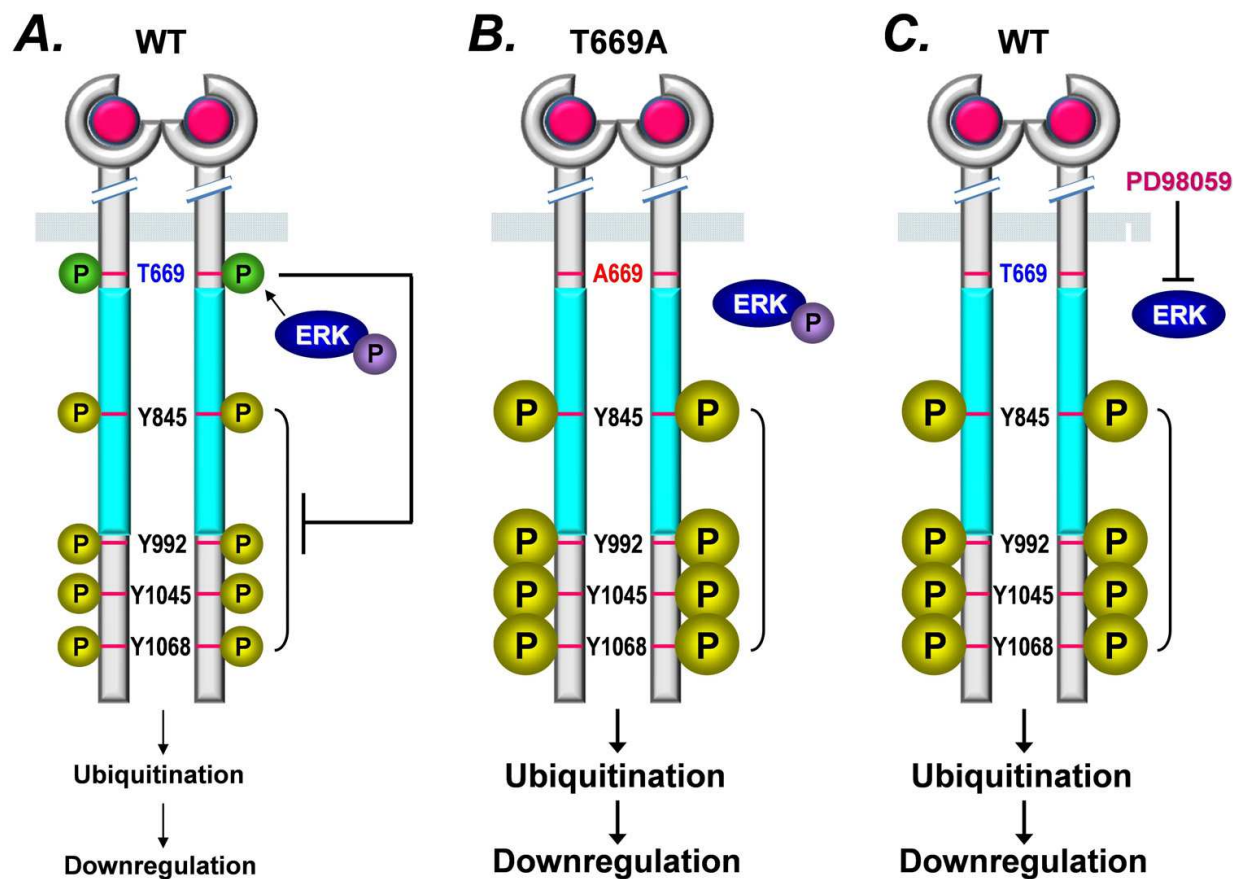 A.
WT
P
T669
P
ERK
P
P
Y845
P
P
Y992
P
P
Y1045
P
P
Y1068
P
Ubiquitination
Downregulation
B.
T669A
A669
ERK
P
P
Y845
P
P
Y992
P
P
Y1045
P
P
Y1068
P
Ubiquitination
Downregulation
C.
WT
PD98059
T669
ERK
P
Y845
P
P
Y992
P
P
Y1045
P
P
Y1068
P
Ubiquitination
Downregulation